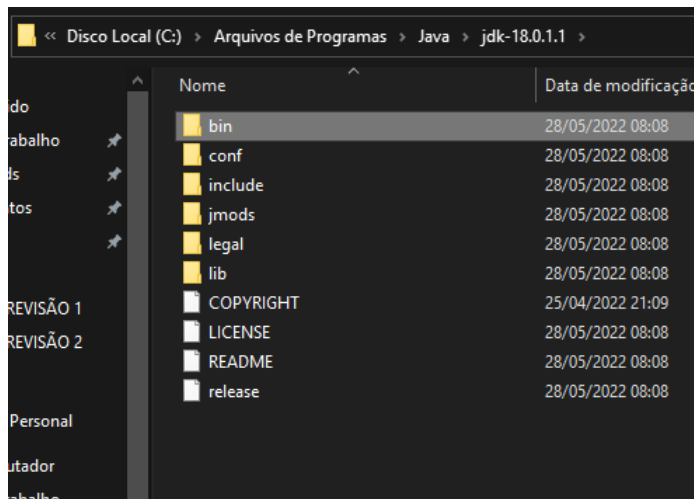 « Disco Local (C:) › Arquivos de Programas › Java › jdk-18.0.1.1 ›
Nome Data de modificação
bin 28/05/2022 08:08
conf 28/05/2022 08:08
include 28/05/2022 08:08
jmods 28/05/2022 08:08
legal 28/05/2022 08:08
lib 28/05/2022 08:08
COPYRIGHT 25/04/2022 21:09
LICENSE 28/05/2022 08:08
README 28/05/2022 08:08
release 28/05/2022 08:08
ido
rabalho
ds
itos
REVISÃO 1
REVISÃO 2
Personal
utador